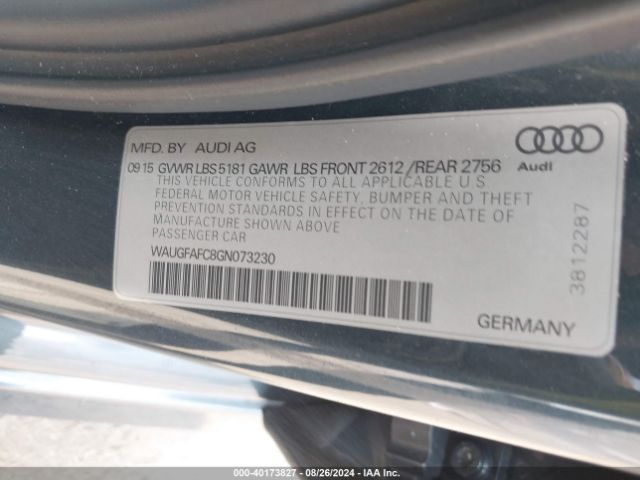 MFD. BY AUDI AG
09 15 GVWR LBS 5181 GAWR LBS FRONT 2612 /REAR 2756
THIS VEHICLE CONFORMS TO ALL APPLICABLE U.S.
FEDERAL MOTOR VEHICLE SAFETY, BUMPER AND THEFT
PREVENTION STANDARDS IN EFFECT ON THE DATE OF
MANUFACTURE SHOWN ABOVE
PASSENGER CAR
WAUGFAFC8GN073230
Audi
3812287
GERMANY
000-40173827 - 08/26/2024 - IAA Inc.